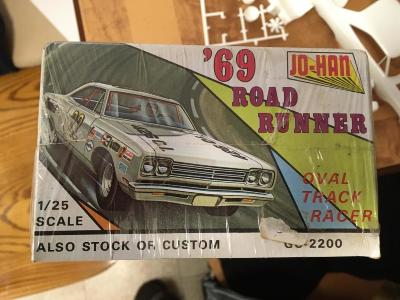 '69
JO-HAN
ROAD
RUNNER
OVAL
TRACK
RACER
1/25
SCALE
ALSO STOCK OR CUSTOM
GC-2200